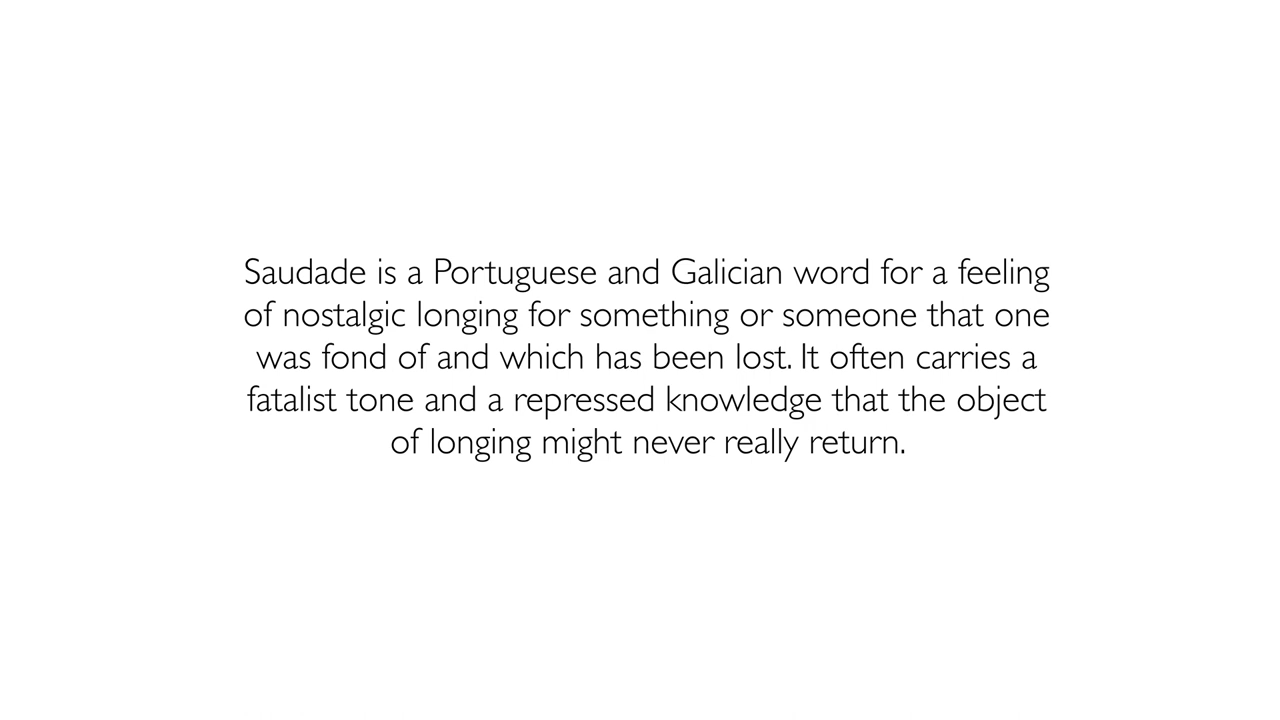 Saudade is a Portuguese and Galician word for a feeling
of nostalgic longing for something or someone that one
was fond of and which has been lost. It often carries a
fatalist tone and a repressed knowledge that the object
of longing might never really return.